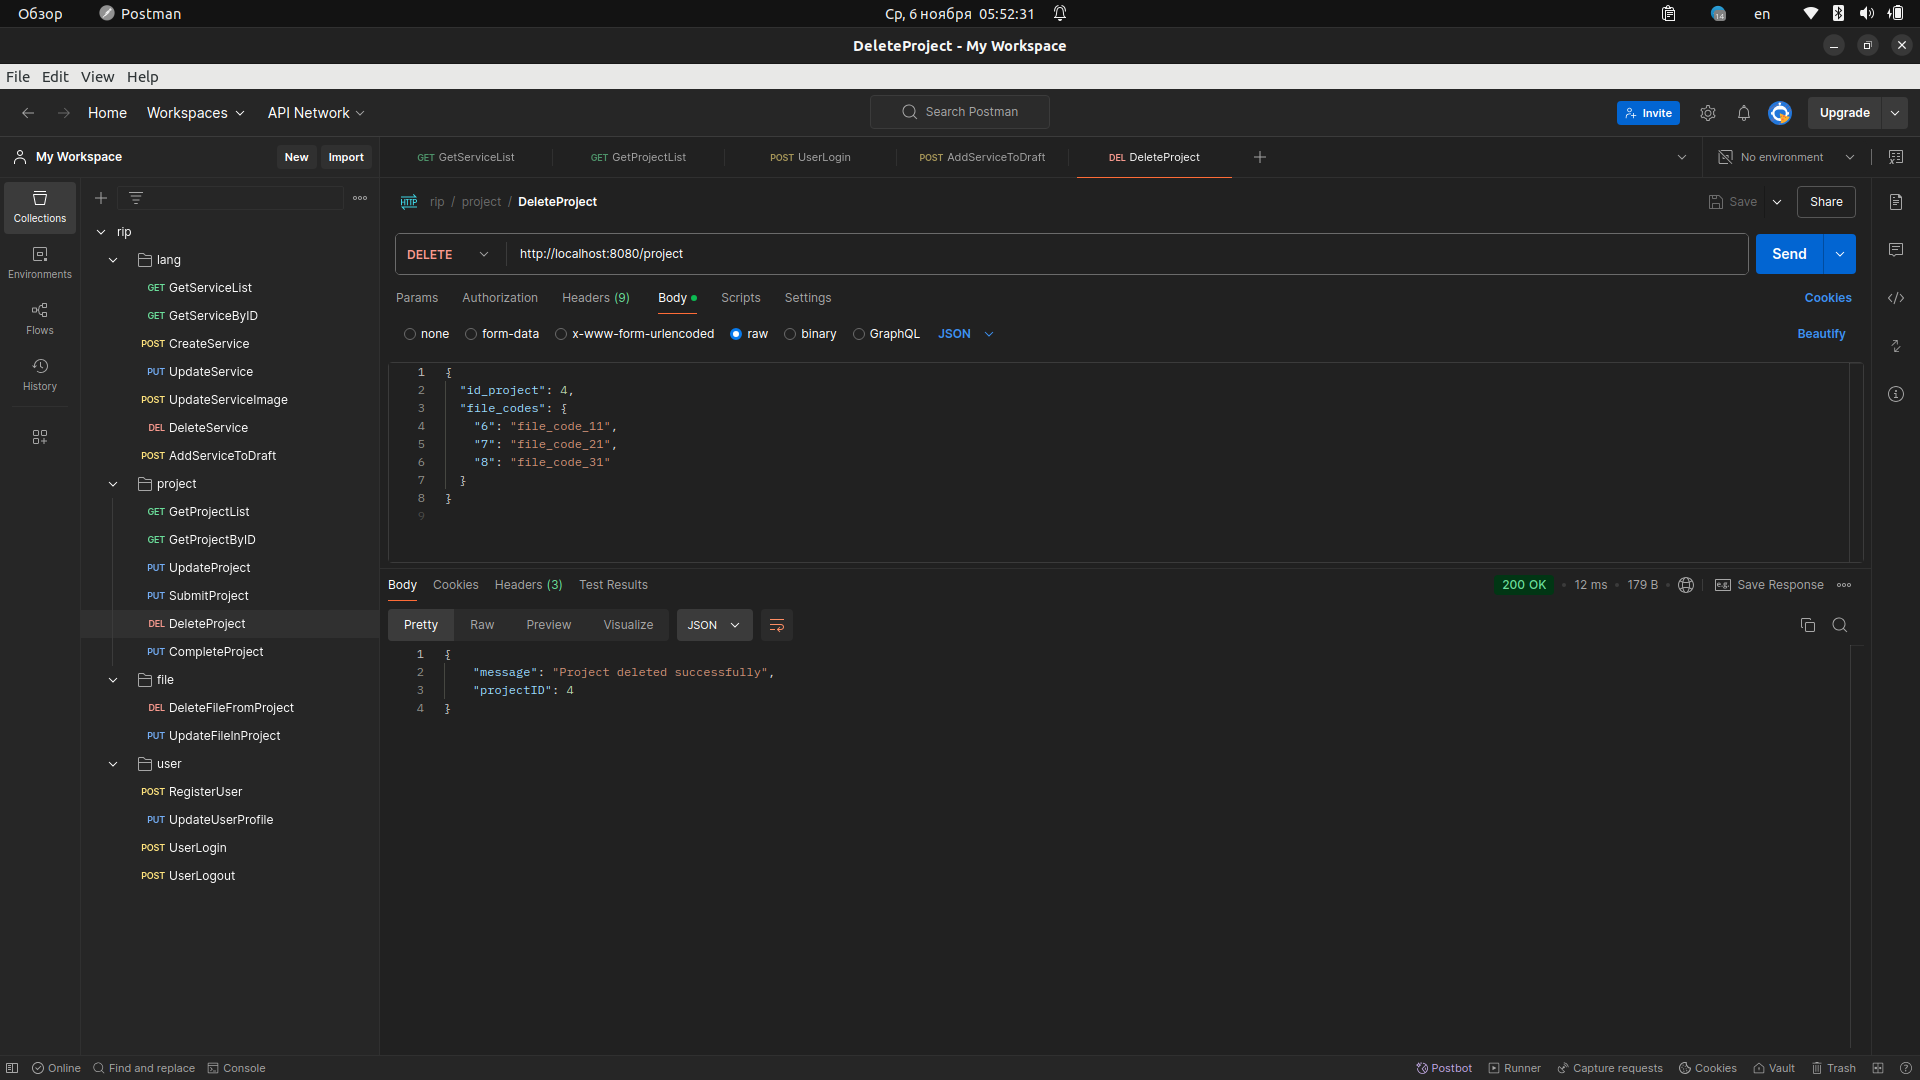 Обзор Postman Ср, 6 ноября 05:52:31 14 en
DeleteProject - My Workspace
File Edit View Help
Home Workspaces API Network Search Postman Invite Upgrade
My Workspace New Import GET GetServiceList GET GetProjectList POST UserLogin POST AddServiceToDraft DEL DeleteProject No environment
HTTP rip / project / DeleteProject Save Share
DELETE http://localhost:8080/project Send
Params Authorization Headers (9) Body Scripts Settings Cookies
none form-data x-www-form-urlencoded raw binary GraphQL JSON Beautify
1 {
2 "id_project": 4,
3 "file_codes": {
4 "6": "file_code_11",
5 "7": "file_code_21",
6 "8": "file_code_31"
7 }
8 }
9
Body Cookies Headers (3) Test Results 200 OK 12 ms 179 B e.g. Save Response
Pretty Raw Preview Visualize JSON
1 {
2 "message": "Project deleted successfully",
3 "projectID": 4
4 }
Collections
Environments
Flows
History
rip
lang
GET GetServiceList
GET GetServiceByID
POST CreateService
PUT UpdateService
POST UpdateServiceImage
DEL DeleteService
POST AddServiceToDraft
project
GET GetProjectList
GET GetProjectByID
PUT UpdateProject
PUT SubmitProject
DEL DeleteProject
PUT CompleteProject
file
DEL DeleteFileFromProject
PUT UpdateFileInProject
user
POST RegisterUser
PUT UpdateUserProfile
POST UserLogin
POST UserLogout
Online Find and replace Console Postbot Runner Capture requests Cookies Vault Trash